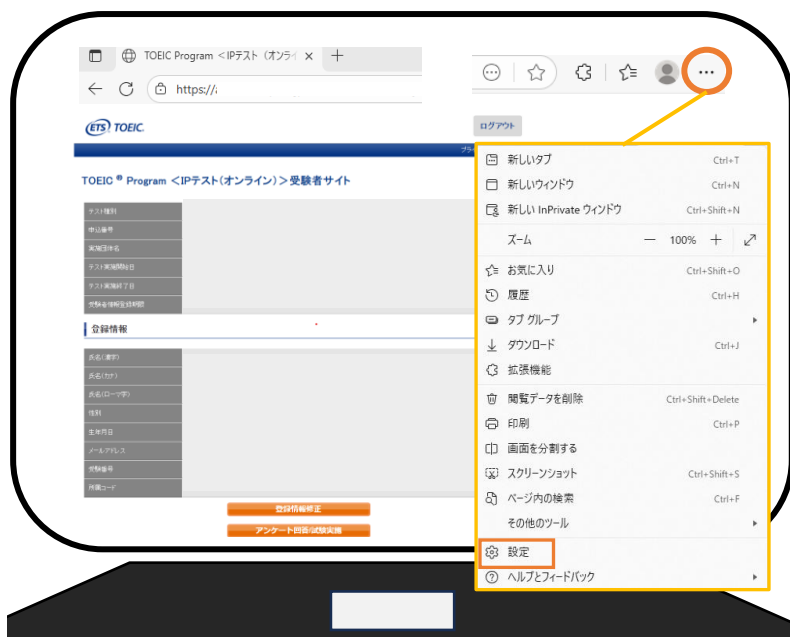 TOEIC Program <IPテスト (オンライ
https://
ETS TOEIC.
ログアウト
プライ
TOEIC ® Program ＜IPテスト(オンライン)＞受験者サイト
テスト種別
申込番号
実施団体名
テスト実施開始日
テスト実施終了日
受験者情報登録期間
登録情報
氏名(漢字)
氏名(カナ)
氏名(ローマ字)
性別
生年月日
メールアドレス
受験番号
所属コード
登録情報修正
アンケート回答/試験実施
新しいタブ Ctrl+T
新しいウィンドウ Ctrl+N
新しい InPrivate ウィンドウ Ctrl+Shift+N
ズーム — 100% +
お気に入り Ctrl+Shift+O
履歴 Ctrl+H
タブ グループ
ダウンロード Ctrl+J
拡張機能
閲覧データを削除 Ctrl+Shift+Delete
印刷 Ctrl+P
画面を分割する
スクリーンショット Ctrl+Shift+S
ページ内の検索 Ctrl+F
その他のツール
設定
ヘルプとフィードバック